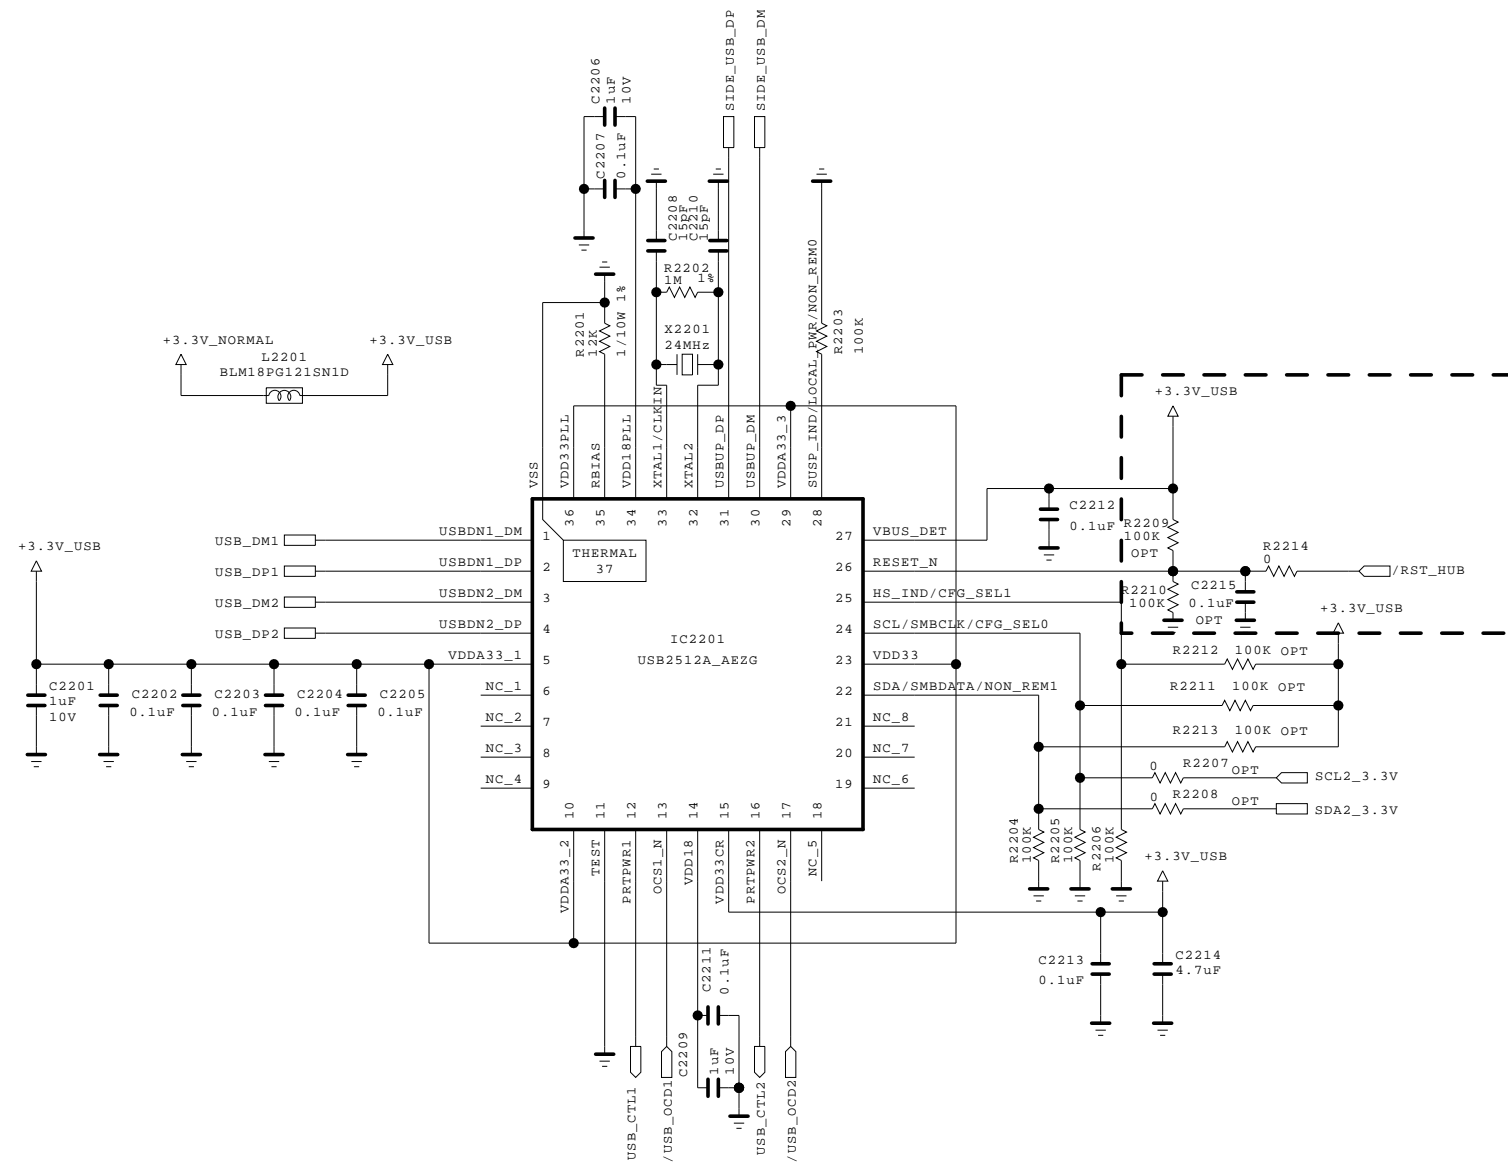 SIDE_USB_DP
SIDE_USB_DM
C2206
1uF
10V
C2207
0.1uF
C2208
15pF
C2210
15pF
R2202
1M
1%
R2201
12K
1/10W 1%
X2201
24MHz
R2203
100K
+3.3V_NORMAL
+3.3V_USB
L2201
BLM18PG121SN1D
VSS
VDD33PLL
RBIAS
VDD18PLL
XTAL1/CLKIN
XTAL2
USBUP_DP
USBUP_DM
VDDA33_3
SUSP_IND/LOCAL_PWR/NON_REM0
36
35
34
33
32
31
30
29
28
THERMAL
37
IC2201
USB2512A_AEZG
USB_DM1
USBDN1_DM
1
USB_DP1
USBDN1_DP
2
USB_DM2
USBDN2_DM
3
USB_DP2
USBDN2_DP
4
VDDA33_1
5
NC_1
6
NC_2
7
NC_3
8
NC_4
9
+3.3V_USB
C2201
1uF
10V
C2202
0.1uF
C2203
0.1uF
C2204
0.1uF
C2205
0.1uF
27
VBUS_DET
26
RESET_N
25
HS_IND/CFG_SEL1
24
SCL/SMBCLK/CFG_SEL0
23
VDD33
22
SDA/SMBDATA/NON_REM1
21
NC_8
20
NC_7
19
NC_6
+3.3V_USB
C2212
0.1uF
R2209
100K
OPT
R2210
100K
R2214
0
/RST_HUB
C2215
0.1uF
OPT
+3.3V_USB
R2212 100K OPT
R2211 100K OPT
R2213 100K OPT
0 R2207 OPT
SCL2_3.3V
0 R2208 OPT
SDA2_3.3V
R2204
100K
R2205
100K
R2206
100K
+3.3V_USB
C2213
0.1uF
C2214
4.7uF
10
11
12
13
14
15
16
17
18
VDDA33_2
TEST
PRTPWR1
OCS1_N
VDD18
VDD33CR
PRTPWR2
OCS2_N
NC_5
C2211
0.1uF
C2209
1uF
10V
USB_CTL1
/USB_OCD1
USB_CTL2
/USB_OCD2